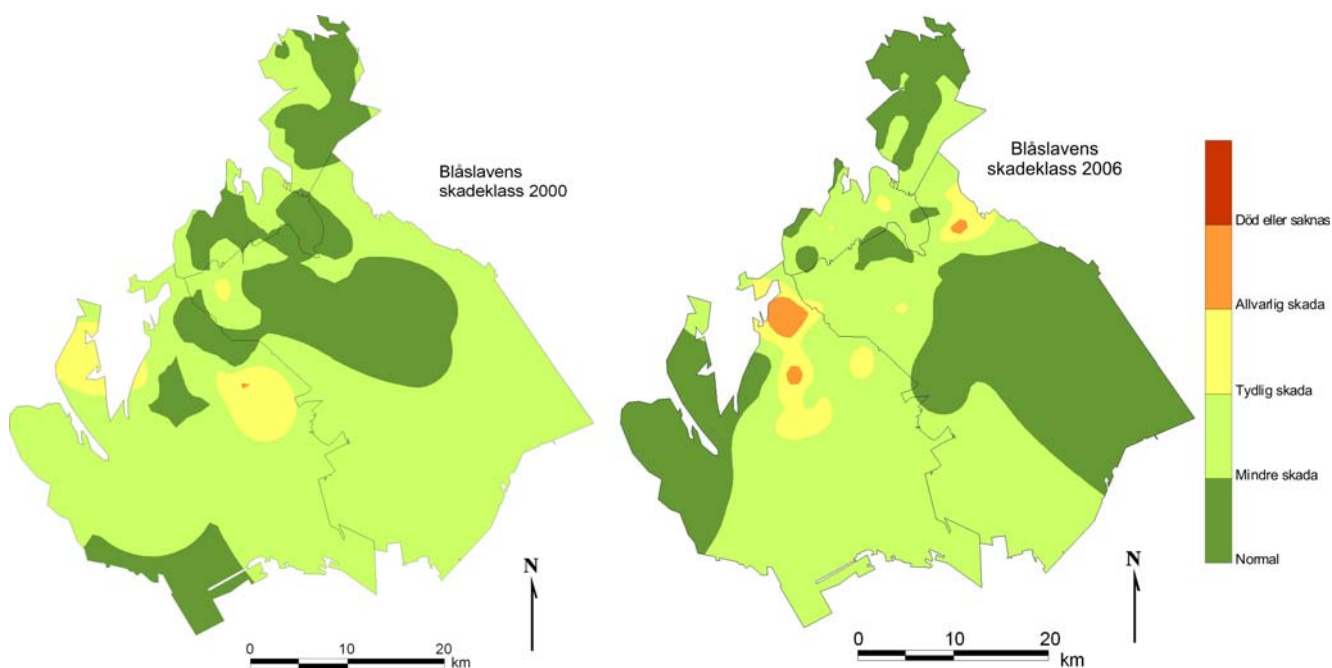 Blåslavens
skadeklass 2000
N
0 10 20
km
Blåslavens
skadeklass 2006
N
0 10 20
km
Död eller saknas
Allvarlig skada
Tydlig skada
Mindre skada
Normal